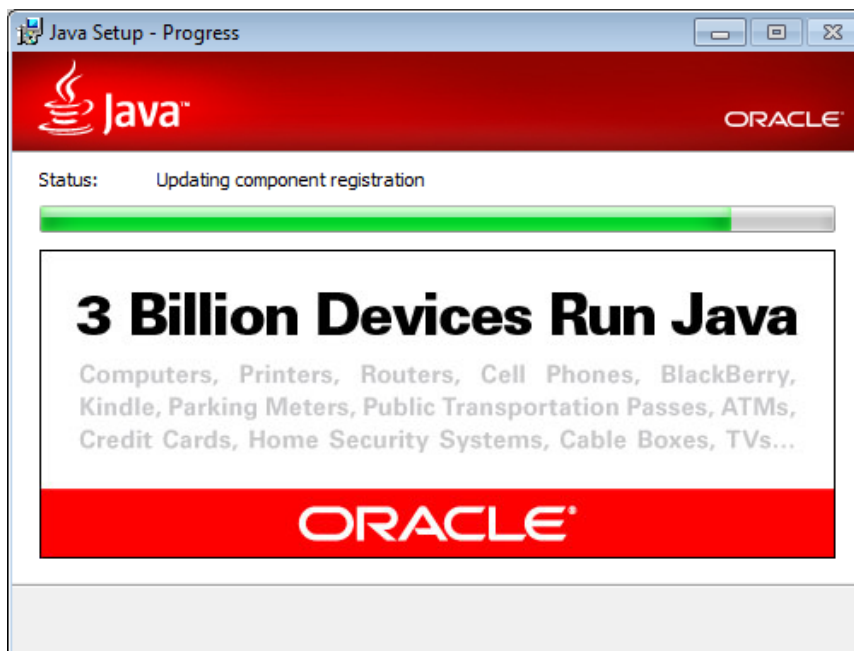 Java Setup - Progress
Java™
ORACLE®
Status: Updating component registration
3 Billion Devices Run Java
Computers, Printers, Routers, Cell Phones, BlackBerry,
Kindle, Parking Meters, Public Transportation Passes, ATMs,
Credit Cards, Home Security Systems, Cable Boxes, TVs...
ORACLE®